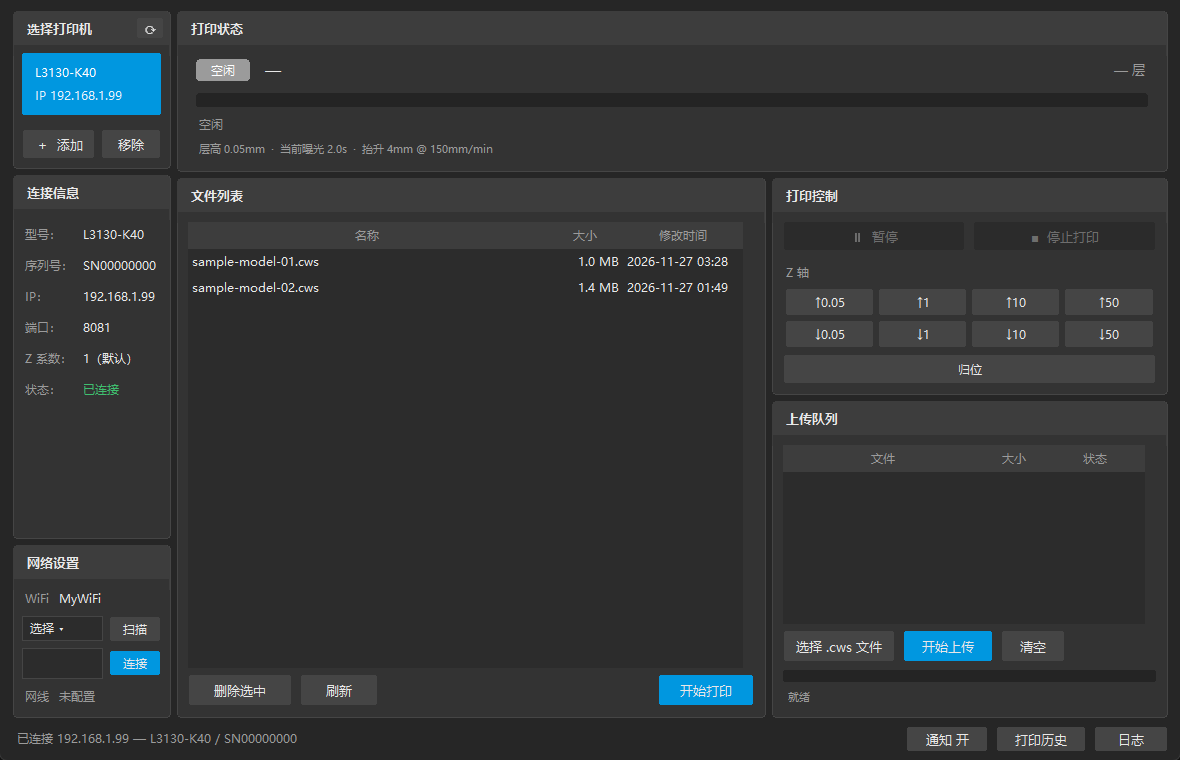 选择打印机 ⟳
L3130-K40
IP 192.168.1.99
+ 添加 移除
打印状态
空闲 — — 层
空闲
层高 0.05mm · 当前曝光 2.0s · 抬升 4mm @ 150mm/min
连接信息
型号: L3130-K40
序列号: SN00000000
IP: 192.168.1.99
端口: 8081
Z 系数: 1（默认）
状态: 已连接
网络设置
WiFi MyWiFi
选择 扫描
连接
网线 未配置
文件列表
名称 大小 修改时间
sample-model-01.cws 1.0 MB 2026-11-27 03:28
sample-model-02.cws 1.4 MB 2026-11-27 01:49
删除选中 刷新 开始打印
打印控制
⏸ 暂停 ■ 停止打印
Z 轴
↑0.05 ↑1 ↑10 ↑50
↓0.05 ↓1 ↓10 ↓50
归位
上传队列
文件 大小 状态
选择 .cws 文件 开始上传 清空
就绪
已连接 192.168.1.99 — L3130-K40 / SN00000000
通知 开 打印历史 日志